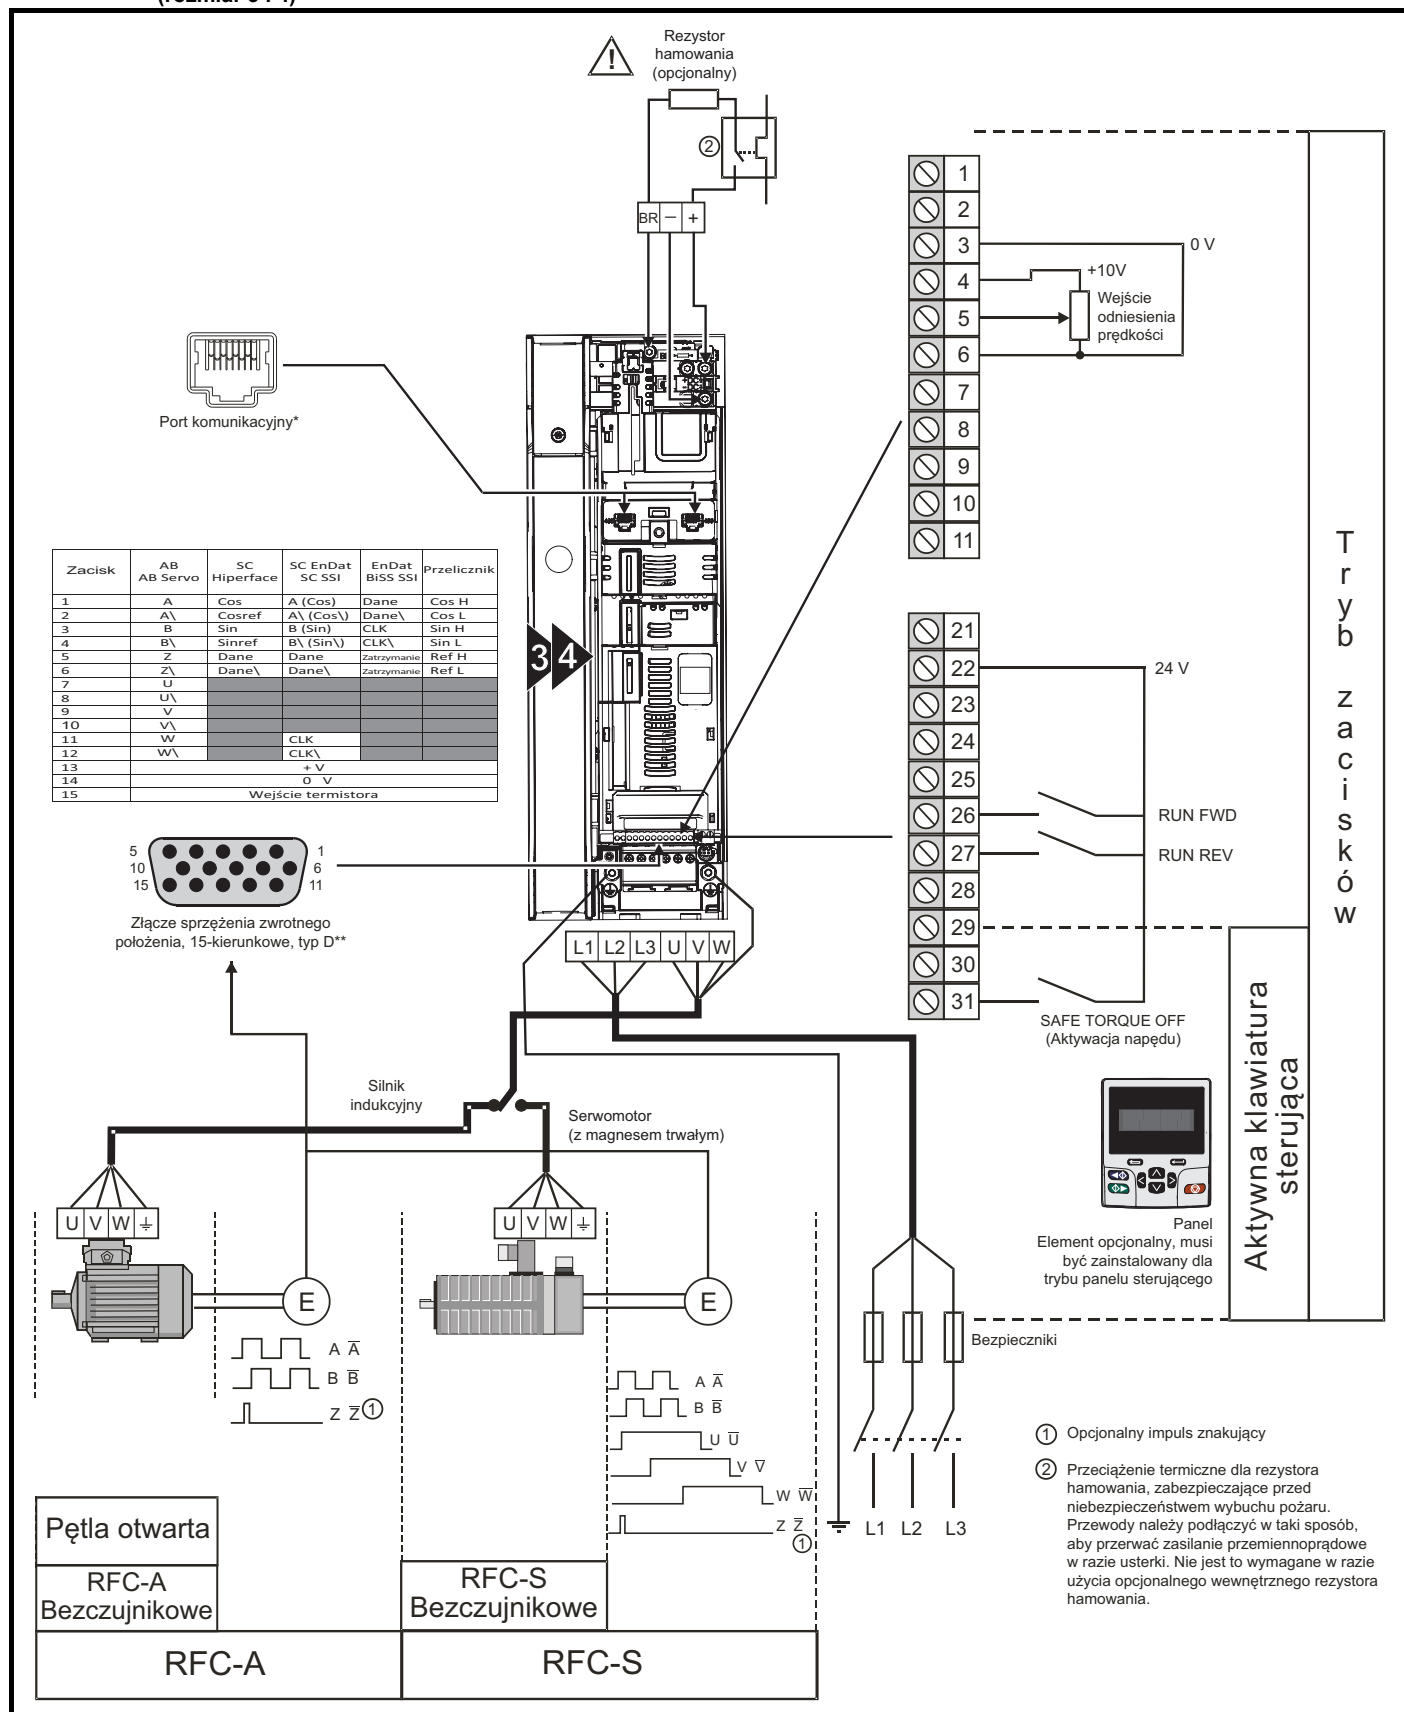 Rezystor
hamowania
(opcjonalny)
2
BR − +
Port komunikacyjny*
1
2
3
4
5
6
7
8
9
10
11
0 V
+10V
Wejście
odniesienia
prędkości
Zacisk AB AB Servo SC Hiperface SC EnDat SC SSI EnDat BiSS SSI Przelicznik
1 A Cos A (Cos) Dane Cos H
2 A\ Cosref A\ (Cos\) Dane\ Cos L
3 B Sin B (Sin) CLK Sin H
4 B\ Sinref B\ (Sin\) CLK\ Sin L
5 Z Dane Dane Zatrzymanie Ref H
6 Z\ Dane\ Dane\ Zatrzymanie Ref L
7 U
8 U\
9 V
10 V\
11 W CLK
12 W\ CLK\
13 + V
14 0 V
15 Wejście termistora
3 4
5 1
10 6
15 11
Złącze sprzężenia zwrotnego
położenia, 15-kierunkowe, typ D**
L1 L2 L3 U V W
21
22
23
24
25
26
27
28
29
30
31
24 V
RUN FWD
RUN REV
SAFE TORQUE OFF
(Aktywacja napędu)
Tryb zacisków
Aktywna klawiatura
sterująca
Panel
Element opcjonalny, musi
być zainstalowany dla
trybu panelu sterującego
Silnik
indukcyjny
Serwomotor
(z magnesem trwałym)
U V W
U V W
E
E
A A̅
B B̅
Z Z̅ 1
A A̅
B B̅
U U̅
V V̅
W W̅
Z Z̅
1
Bezpieczniki
L1 L2 L3
1 Opcjonalny impuls znakujący
2 Przeciążenie termiczne dla rezystora
hamowania, zabezpieczające przed
niebezpieczeństwem wybuchu pożaru.
Przewody należy podłączyć w taki sposób,
aby przerwać zasilanie przemiennoprądowe
w razie usterki. Nie jest to wymagane w razie
użycia opcjonalnego wewnętrznego rezystora
hamowania.
Pętla otwarta
RFC-A
Bezczujnikowe
RFC-S
Bezczujnikowe
RFC-A
RFC-S